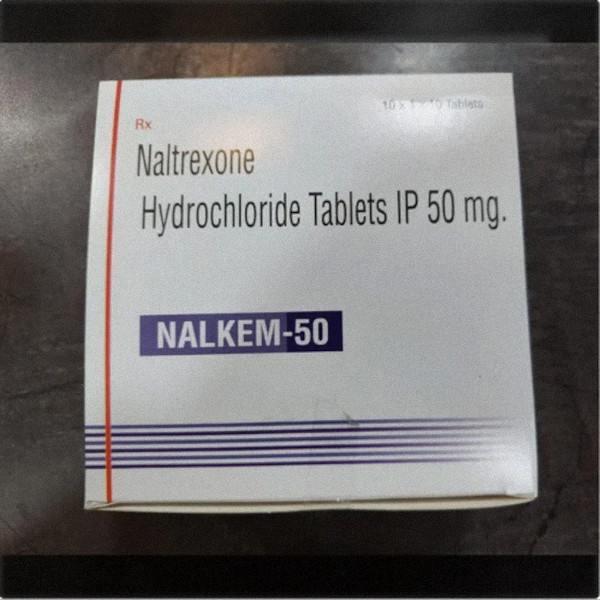 10 x 1 x 10 Tablets
Rx
Naltrexone
Hydrochloride Tablets IP 50 mg.
NALKEM-50